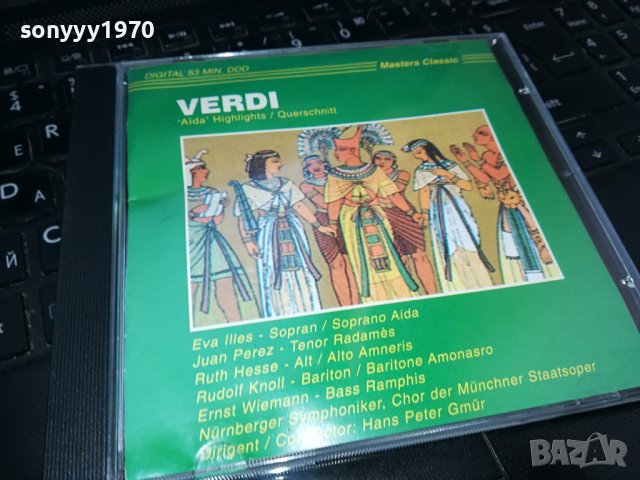 sonyyy1970
DIGITAL 53 MIN. DDD
Masters Classic
VERDI
'Aïda' Highlights / Querschnitt
Eva Illes - Sopran / Soprano Aida
Juan Perez - Tenor Radamès
Ruth Hesse - Alt / Alto Amneris
Rudolf Knoll - Bariton / Baritone Amonasro
Ernst Wiemann - Bass Ramphis
Nürnberger Symphoniker, Chor der Münchner Staatsoper
Dirigent / Conductor: Hans Peter Gmür
BAZAR